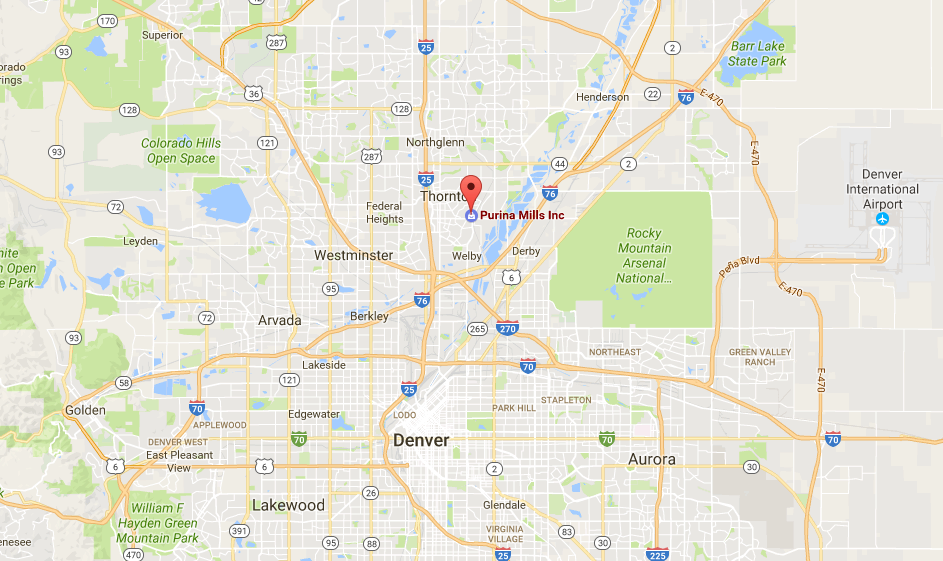 170
42
Superior
287
25
2
Barr Lake
State Park
93
orado
rings
36
Henderson
22
76
E-470
128
128
Colorado Hills
Open Space
121
Northglenn
E-470
93
287
44
2
Denver
International
Airport
25
Thornto
76
72
Federal
Heights
Purina Mills Inc
Leyden
Rocky
Mountain
Arsenal
National...
hite
n Open
e Park
Westminster
Welby
Derby
Peña Blvd
6
95
76
E-470
72
Arvada
Berkley
265
270
93
NORTHEAST
GREEN VALLEY
RANCH
Lakeside
70
58
121
25
E-470
70
STAPLETON
Golden
Edgewater
LODO
PARK HILL
APPLEWOOD
70
Denver
70
70
DENVER WEST
East Pleasant
View
Aurora
6
6
2
30
26
Lakewood
Glendale
William F
Hayden Green
Mountain Park
391
VIRGINIA
VILLAGE
83
enesee
95
88
30
470
25
225